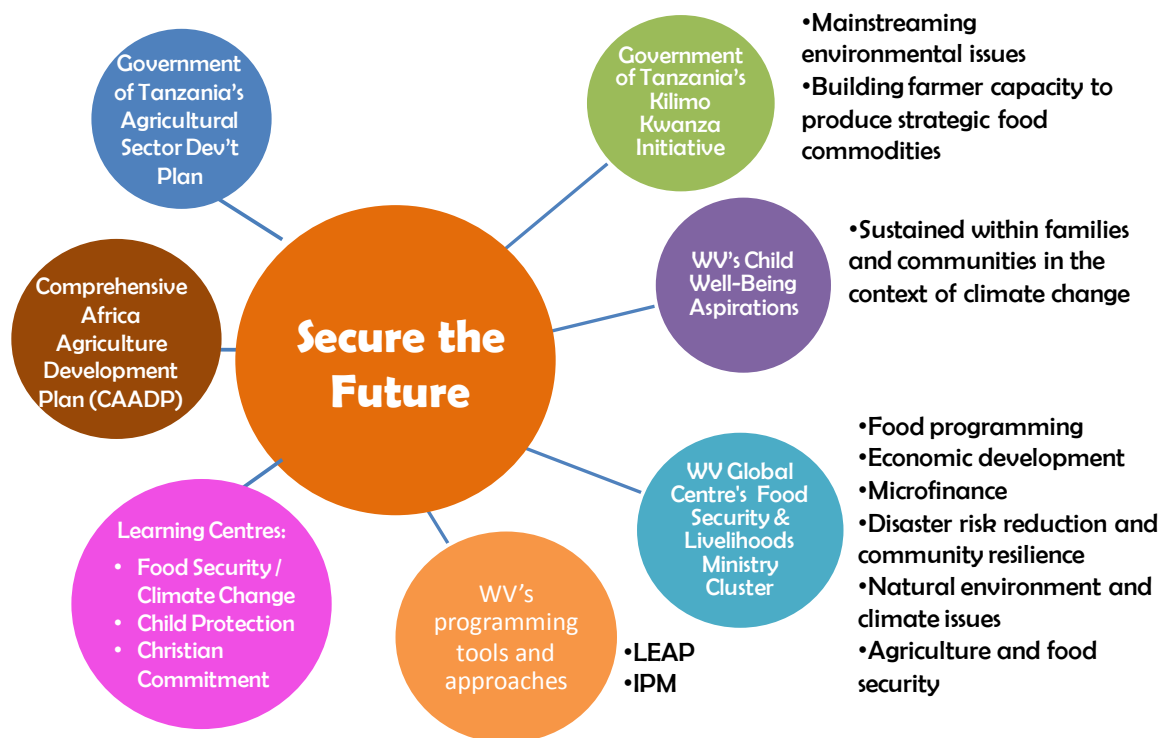 Government
of Tanzania's
Agricultural
Sector Dev't
Plan
Government
of Tanzania's
Kilimo
Kwanza
Initiative
•Mainstreaming
environmental issues
•Building farmer capacity to
produce strategic food
commodities
WV's Child
Well-Being
Aspirations
•Sustained within families
and communities in the
context of climate change
Comprehensive
Africa
Agriculture
Development
Plan (CAADP)
Secure the
Future
WV Global
Centre's Food
Security &
Livelihoods
Ministry
Cluster
•Food programming
•Economic development
•Microfinance
•Disaster risk reduction and
community resilience
•Natural environment and
climate issues
•Agriculture and food
security
Learning Centres:
• Food Security /
Climate Change
• Child Protection
• Christian
Commitment
WV's
programming
tools and
approaches
•LEAP
•IPM